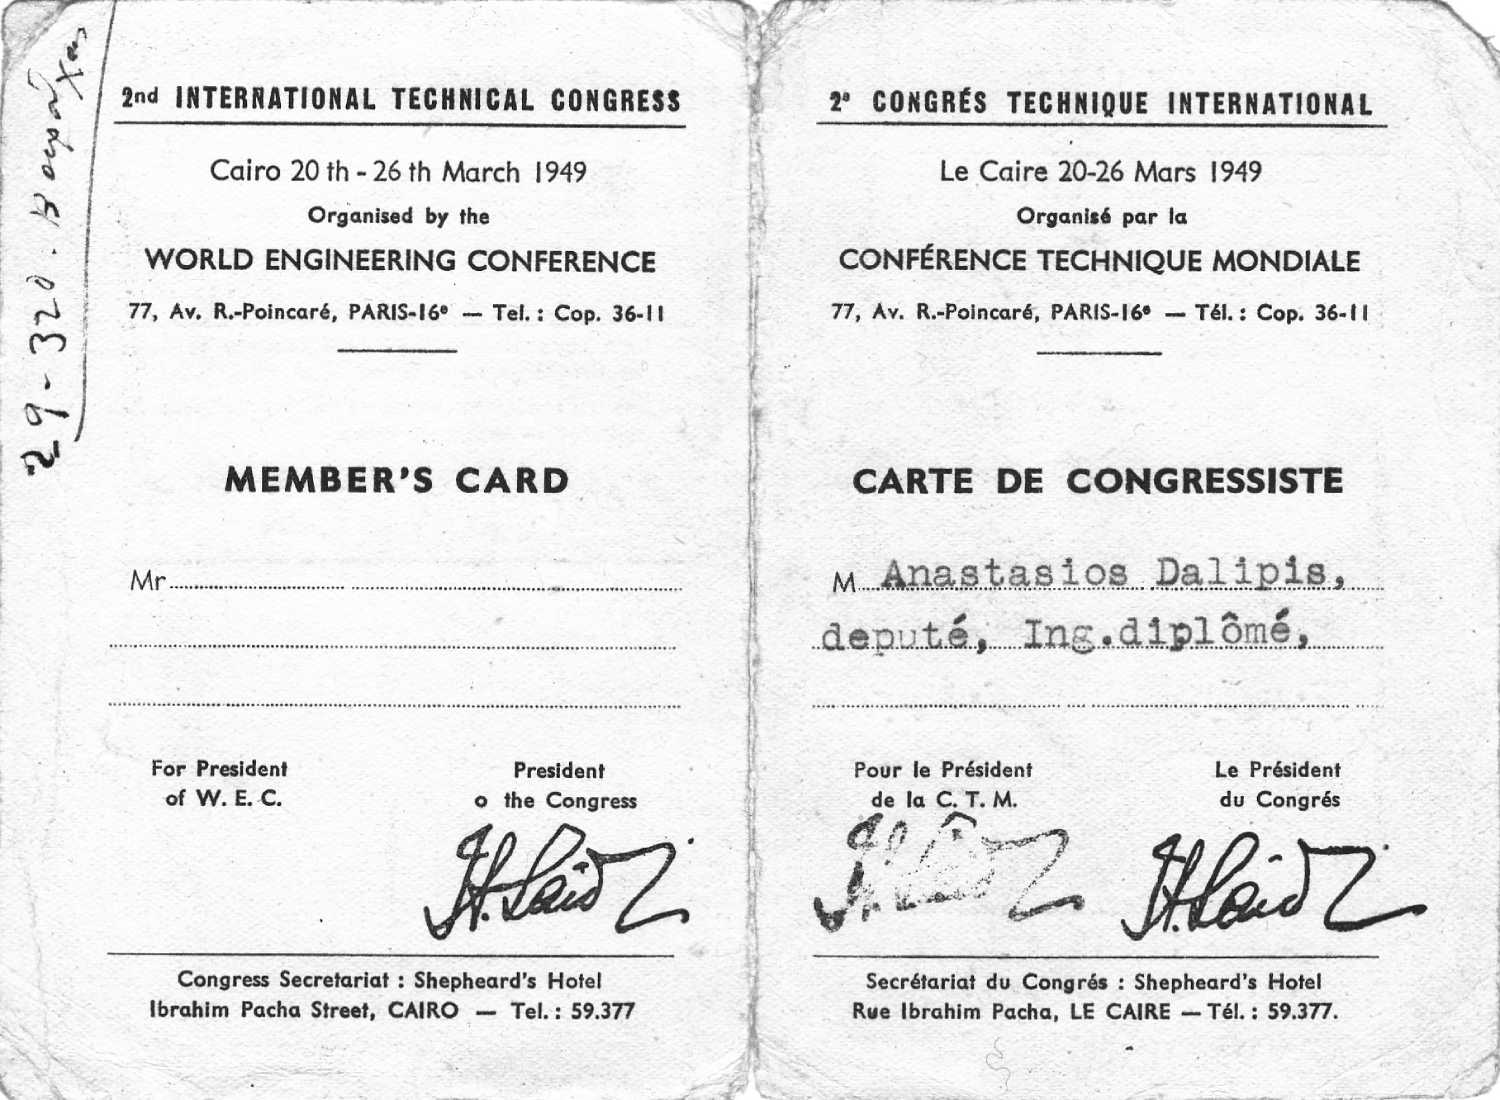 2nd INTERNATIONAL TECHNICAL CONGRESS
Cairo 20 th - 26 th March 1949
Organised by the
WORLD ENGINEERING CONFERENCE
77, Av. R.-Poincaré, PARIS-16e — Tel. : Cop. 36-11
MEMBER'S CARD
Mr
For President
of W. E. C.
President
o the Congress
H. Saïd
Congress Secretariat : Shepheard's Hotel
Ibrahim Pacha Street, CAIRO — Tel. : 59.377
29-320.
2e CONGRÉS TECHNIQUE INTERNATIONAL
Le Caire 20-26 Mars 1949
Organisé par la
CONFÉRENCE TECHNIQUE MONDIALE
77, Av. R.-Poincaré, PARIS-16e — Tél. : Cop. 36-11
CARTE DE CONGRESSISTE
M Anastasios Dalipis,
deputé, Ing.diplômé,
Pour le Président
de la C. T. M.
Le Président
du Congrés
H. Saïd
H. Saïd
Secrétariat du Congrés : Shepheard's Hotel
Rue Ibrahim Pacha, LE CAIRE — Tél. : 59.377.